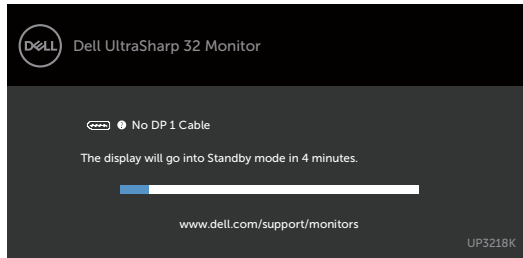 DELL Dell UltraSharp 32 Monitor
? No DP 1 Cable
The display will go into Standby mode in 4 minutes.
www.dell.com/support/monitors
UP3218K